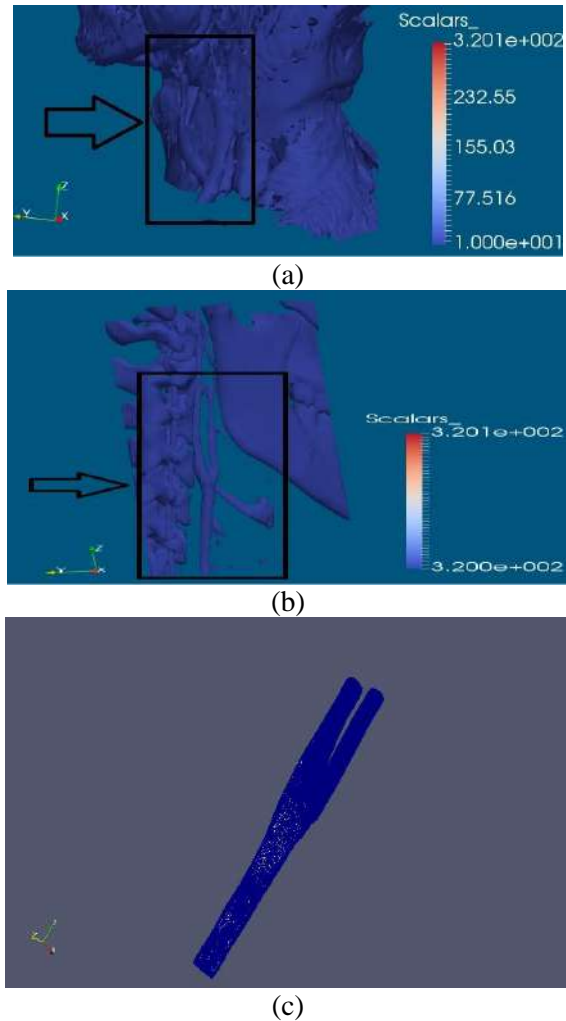 Scalars_
3.201e+002
232.55
155.03
77.516
1.000e+001
Z
Y
X
(a)
Scalars_
3.201e+002
3.200e+002
Z
Y
X
(b)
(c)